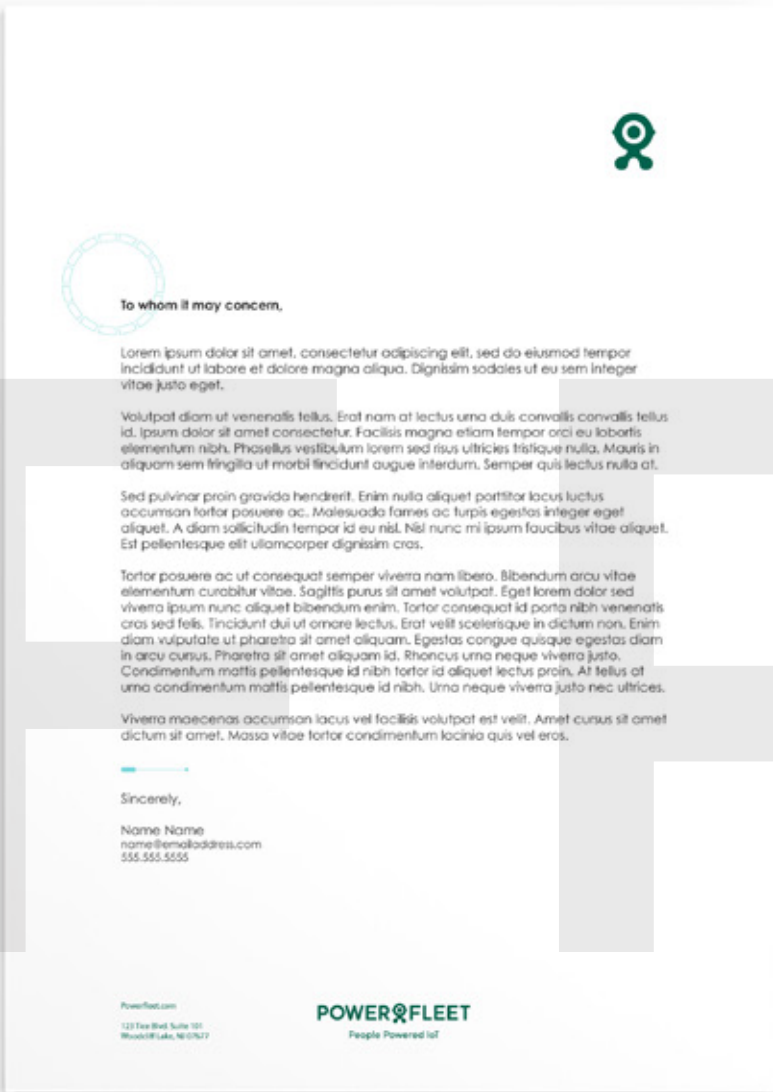 To whom it may concern,
Lorem ipsum dolor sit amet, consectetur adipiscing elit, sed do eiusmod tempor
incididunt ut labore et dolore magna aliqua. Dignissim sodales ut eu sem integer
vitae justo eget.
Volutpat diam ut venenatis tellus. Erat nam at lectus urna duis convallis convallis tellus
id. Ipsum dolor sit amet consectetur. Facilisis magna etiam tempor orci eu lobortis
elementum nibh. Phasellus vestibulum lorem sed risus ultricies tristique nulla. Mauris in
aliquam sem fringilla ut morbi tincidunt augue interdum. Semper quis lectus nulla at.
Sed pulvinar proin gravida hendrerit. Enim nulla aliquet porttitor lacus luctus
accumsan tortor posuere ac. Malesuada fames ac turpis egestas integer eget
aliquet. A diam sollicitudin tempor id eu nisl. Nisl nunc mi ipsum faucibus vitae aliquet.
Est pellentesque elit ullamcorper dignissim cras.
Tortor posuere ac ut consequat semper viverra nam libero. Bibendum arcu vitae
elementum curabitur vitae. Sagittis purus sit amet volutpat. Eget lorem dolor sed
viverra ipsum nunc aliquet bibendum enim. Tortor consequat id porta nibh venenatis
cras sed felis. Tincidunt dui ut ornare lectus. Erat velit scelerisque in dictum non. Enim
diam vulputate ut pharetra sit amet aliquam. Egestas congue quisque egestas diam
in arcu cursus. Pharetra sit amet aliquam id. Rhoncus urna neque viverra justo.
Condimentum mattis pellentesque id nibh tortor id aliquet lectus proin. At tellus at
urna condimentum mattis pellentesque id nibh. Urna neque viverra justo nec ultrices.
Viverra maecenas accumsan lacus vel facilisis volutpat est velit. Amet cursus sit amet
dictum sit amet. Massa vitae tortor condimentum lacinia quis vel eros.
Sincerely,
Name Name
name@emailaddress.com
555.555.5555
Powerfleet.com
123 Tice Blvd. Suite 101
Woodcliff Lake, NJ 07677
POWERFLEET
People Powered IoT